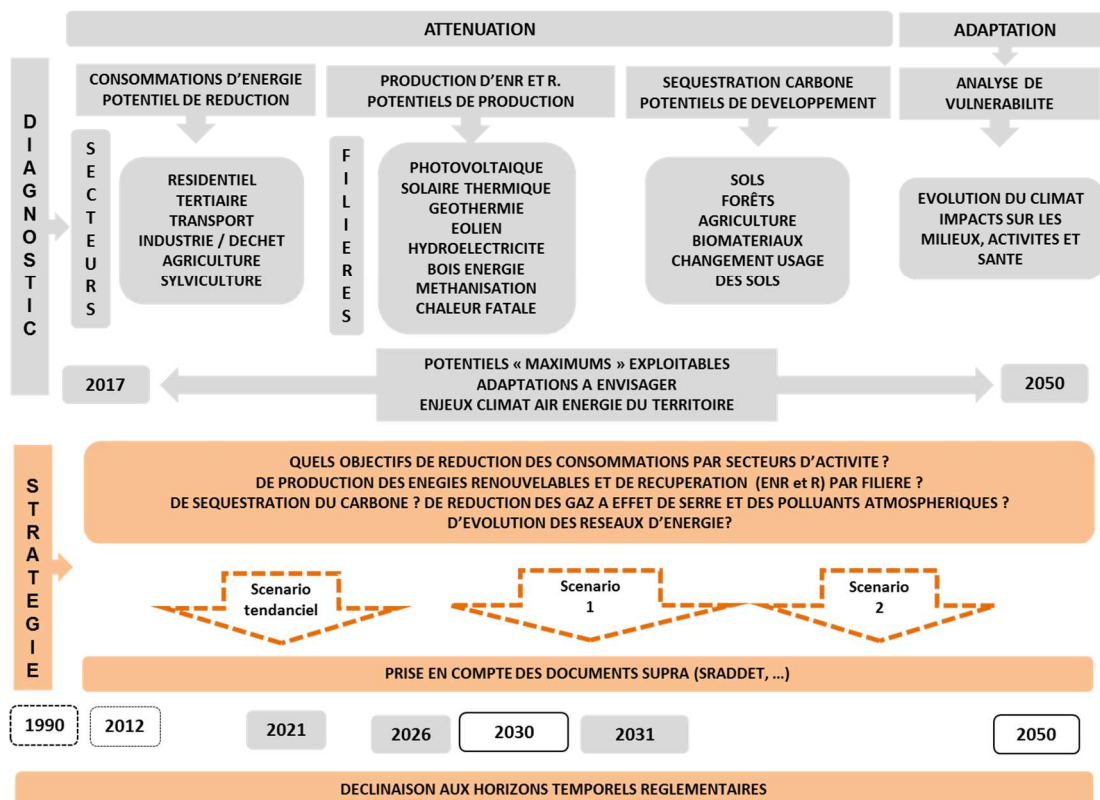 ATTENUATION
ADAPTATION
DIAGNOSTIC
CONSOMMATIONS D'ENERGIE
POTENTIEL DE REDUCTION
PRODUCTION D'ENR ET R.
POTENTIELS DE PRODUCTION
SEQUESTRATION CARBONE
POTENTIELS DE DEVELOPPEMENT
ANALYSE DE
VULNERABILITE
SECTEURS
RESIDENTIEL
TERTIAIRE
TRANSPORT
INDUSTRIE / DECHET
AGRICULTURE
SYLVICULTURE
FILIERES
PHOTOVOLTAIQUE
SOLAIRE THERMIQUE
GEOTHERMIE
EOLIEN
HYDROELECTRICITE
BOIS ENERGIE
METHANISATION
CHALEUR FATALE
SOLS
FORÊTS
AGRICULTURE
BIOMATERIAUX
CHANGEMENT USAGE
DES SOLS
EVOLUTION DU CLIMAT
IMPACTS SUR LES
MILIEUX, ACTIVITES ET
SANTE
2017
POTENTIELS « MAXIMUMS » EXPLOITABLES
ADAPTATIONS A ENVISAGER
ENJEUX CLIMAT AIR ENERGIE DU TERRITOIRE
2050
STRATEGIE
QUELS OBJECTIFS DE REDUCTION DES CONSOMMATIONS PAR SECTEURS D'ACTIVITE ?
DE PRODUCTION DES ENEGIES RENOUVELABLES ET DE RECUPERATION (ENR et R) PAR FILIERE ?
DE SEQUESTRATION DU CARBONE ? DE REDUCTION DES GAZ A EFFET DE SERRE ET DES POLLUANTS ATMOSPHERIQUES ?
D'EVOLUTION DES RESEAUX D'ENERGIE?
Scenario
tendanciel
Scenario
1
Scenario
2
PRISE EN COMPTE DES DOCUMENTS SUPRA (SRADDET, ...)
1990
2012
2021
2026
2030
2031
2050
DECLINAISON AUX HORIZONS TEMPORELS REGLEMENTAIRES